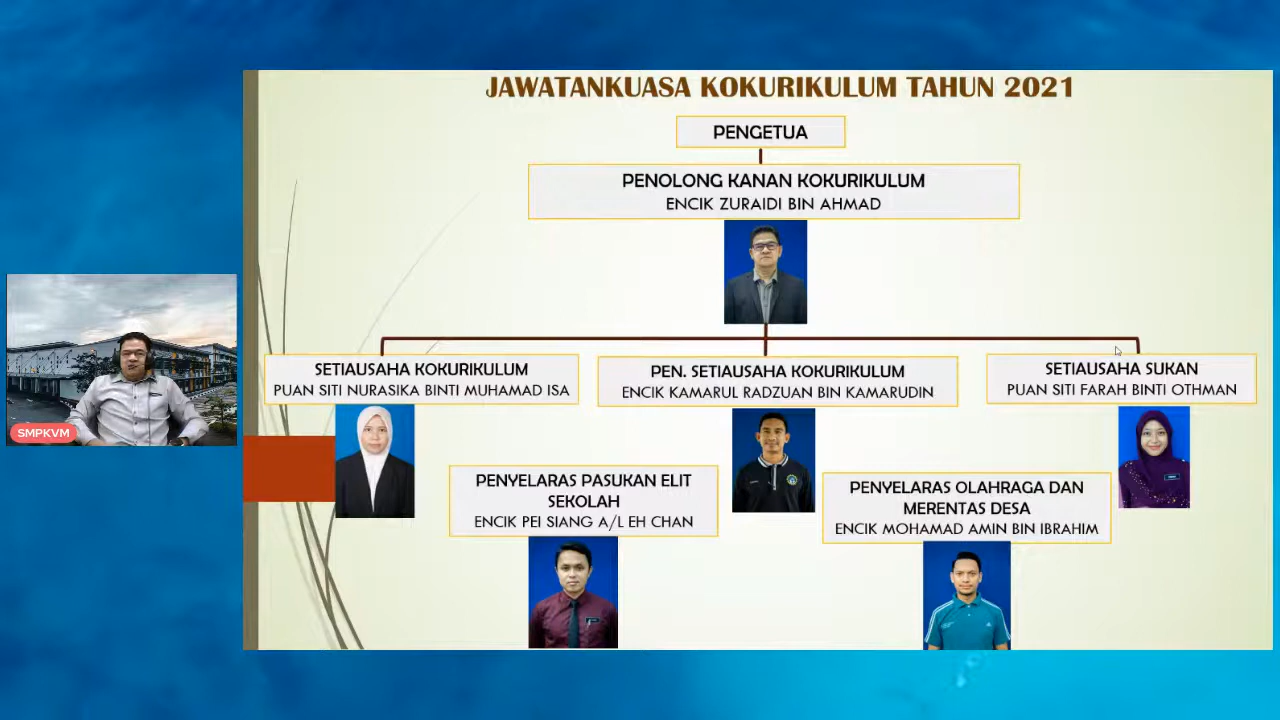 JAWATANKUASA KOKURIKULUM TAHUN 2021
PENGETUA
PENOLONG KANAN KOKURIKULUM
ENCIK ZURAIDI BIN AHMAD
SETIAUSAHA KOKURIKULUM
PUAN SITI NURASIKA BINTI MUHAMAD ISA
PEN. SETIAUSAHA KOKURIKULUM
ENCIK KAMARUL RADZUAN BIN KAMARUDIN
SETIAUSAHA SUKAN
PUAN SITI FARAH BINTI OTHMAN
SMPKVM
PENYELARAS PASUKAN ELIT
SEKOLAH
ENCIK PEI SIANG A/L EH CHAN
PENYELARAS OLAHRAGA DAN
MERENTAS DESA
ENCIK MOHAMAD AMIN BIN IBRAHIM